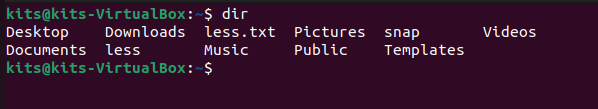 kits@kits-VirtualBox:~$ dir
Desktop Downloads less.txt Pictures snap Videos
Documents less Music Public Templates
kits@kits-VirtualBox:~$